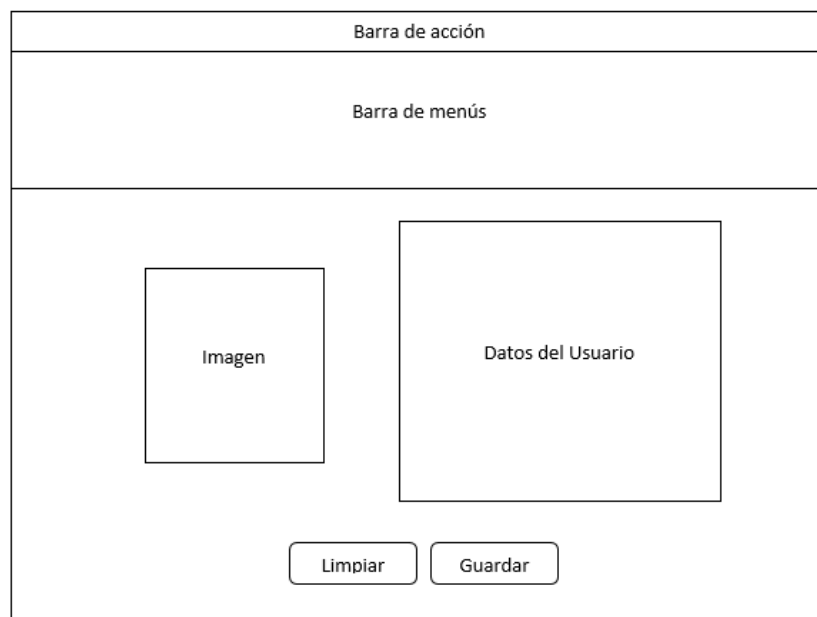 Barra de acción
Barra de menús
Imagen
Datos del Usuario
Limpiar
Guardar